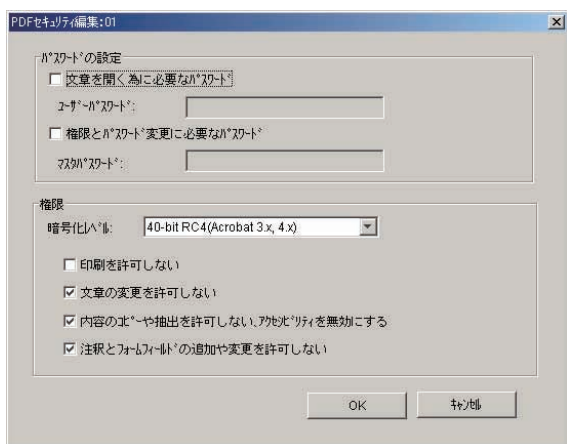 PDFｾｷｭﾘﾃｨ編集:01
ﾊﾟｽﾜｰﾄﾞの設定
文章を開く為に必要なﾊﾟｽﾜｰﾄﾞ
ﾕｰｻﾞｰﾊﾟｽﾜｰﾄﾞ:
権限とﾊﾟｽﾜｰﾄﾞ変更に必要なﾊﾟｽﾜｰﾄﾞ
ﾏｽﾀﾊﾟｽﾜｰﾄﾞ:
権限
暗号化ﾚﾍﾞﾙ: 40-bit RC4(Acrobat 3.x, 4.x)
印刷を許可しない
文章の変更を許可しない
内容のｺﾋﾟｰや抽出を許可しない､ｱｸｾｼﾋﾞﾘﾃｨを無効にする
注釈とﾌｫｰﾑﾌｨｰﾙﾄﾞの追加や変更を許可しない
OK ｷｬﾝｾﾙ